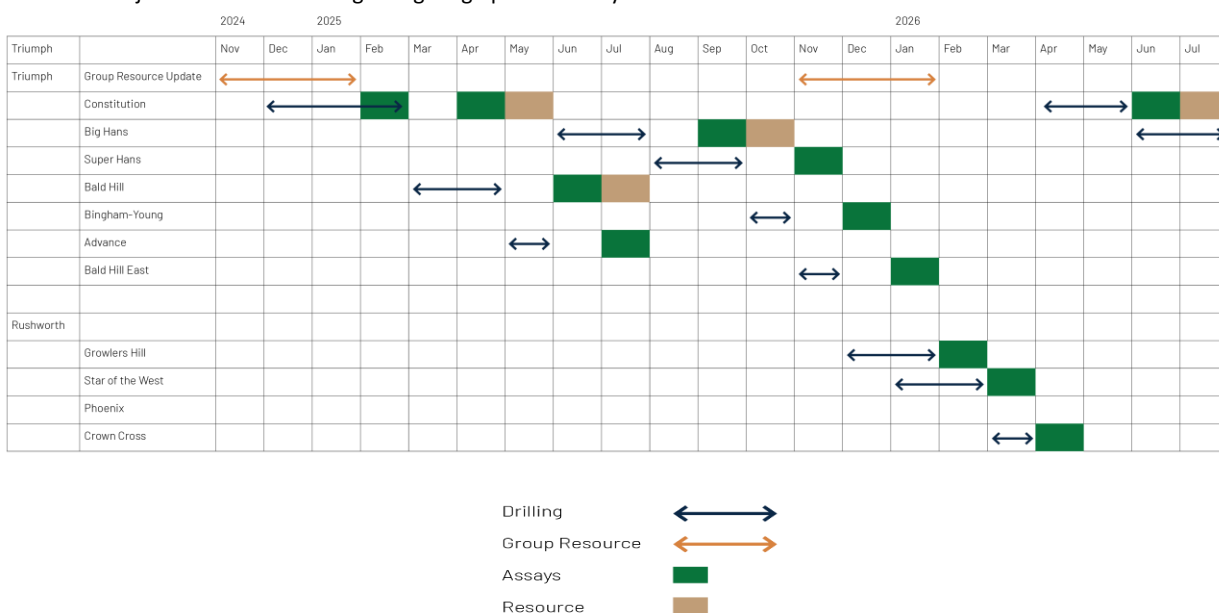 2024 2025 2026
Triumph Nov Dec Jan Feb Mar Apr May Jun Jul Aug Sep Oct Nov Dec Jan Feb Mar Apr May Jun Jul
Triumph Group Resource Update
Constitution
Big Hans
Super Hans
Bald Hill
Bingham-Young
Advance
Bald Hill East
Rushworth
Growlers Hill
Star of the West
Phoenix
Crown Cross
Drilling
Group Resource
Assays
Resource